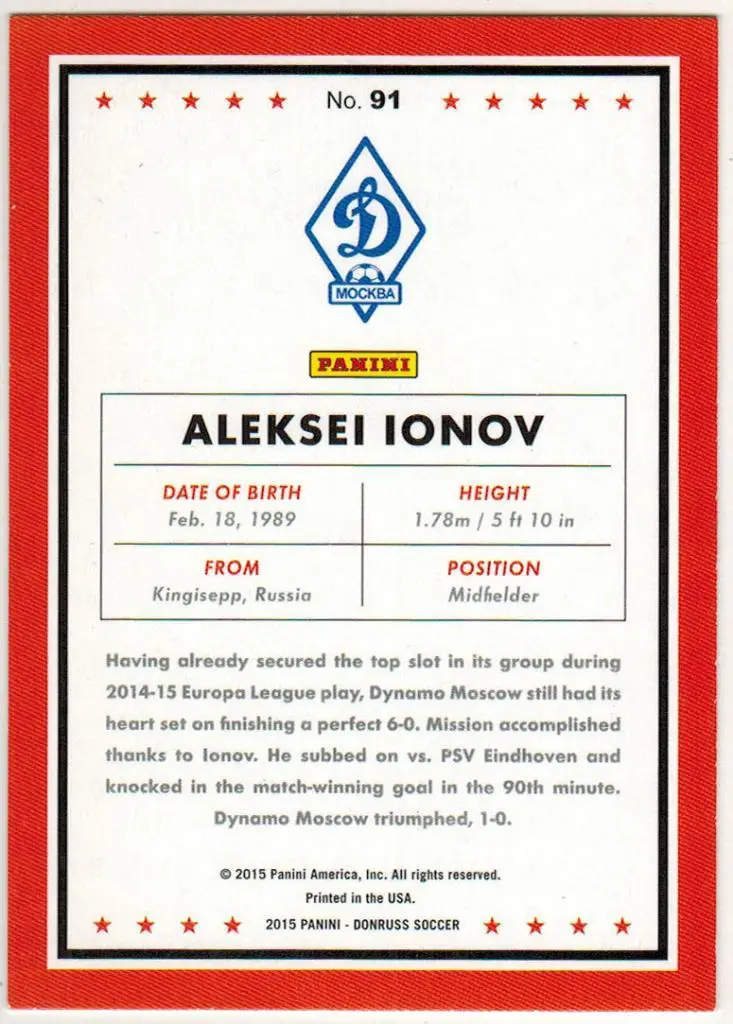 No. 91
Д
МОСКВА
PANINI
ALEKSEI IONOV
DATE OF BIRTH
Feb. 18, 1989
HEIGHT
1.78m / 5 ft 10 in
FROM
Kingisepp, Russia
POSITION
Midfielder
Having already secured the top slot in its group during
2014-15 Europa League play, Dynamo Moscow still had its
heart set on finishing a perfect 6-0. Mission accomplished
thanks to Ionov. He subbed on vs. PSV Eindhoven and
knocked in the match-winning goal in the 90th minute.
Dynamo Moscow triumphed, 1-0.
© 2015 Panini America, Inc. All rights reserved.
Printed in the USA.
2015 PANINI - DONRUSS SOCCER